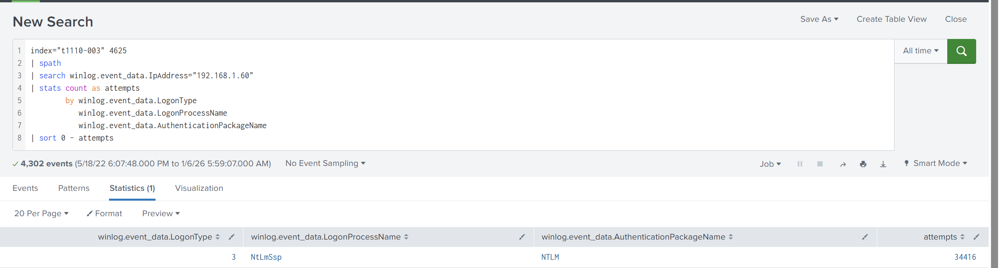 New Search
Save As
Create Table View
Close
1 index="t1110-003" 4625
2 | spath
3 | search winlog.event_data.IpAddress="192.168.1.60"
4 | stats count as attempts
5 by winlog.event_data.LogonType
6 winlog.event_data.LogonProcessName
7 winlog.event_data.AuthenticationPackageName
8 | sort 0 - attempts
All time
4,302 events (5/18/22 6:07:48.000 PM to 1/6/26 5:59:07.000 AM)
No Event Sampling
Job
Smart Mode
Events
Patterns
Statistics (1)
Visualization
20 Per Page
Format
Preview
winlog.event_data.LogonType
winlog.event_data.LogonProcessName
winlog.event_data.AuthenticationPackageName
attempts
3
NtLmSsp
NTLM
34416